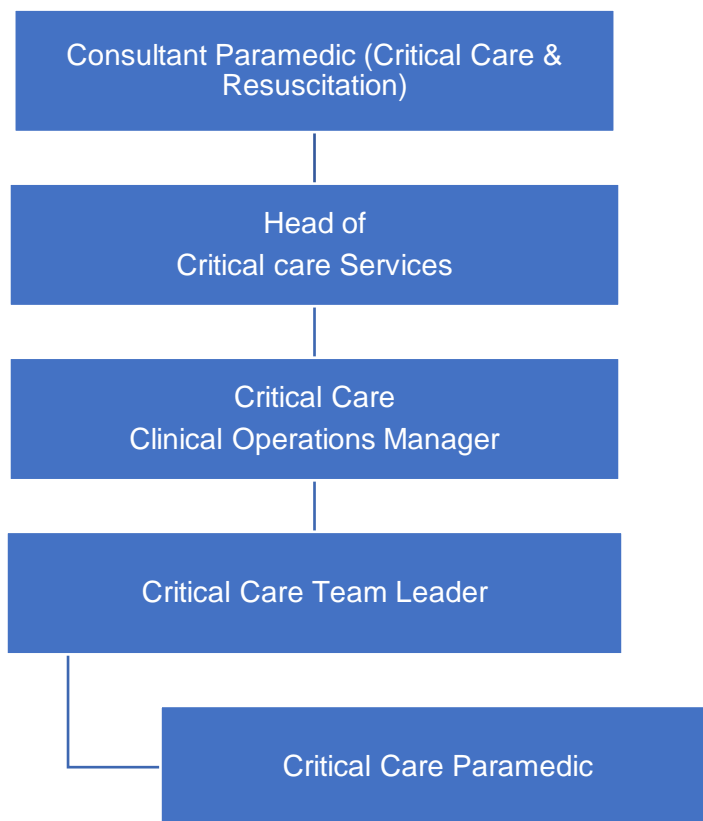 Consultant Paramedic (Critical Care &
Resuscitation)
Head of
Critical care Services
Critical Care
Clinical Operations Manager
Critical Care Team Leader
Critical Care Paramedic